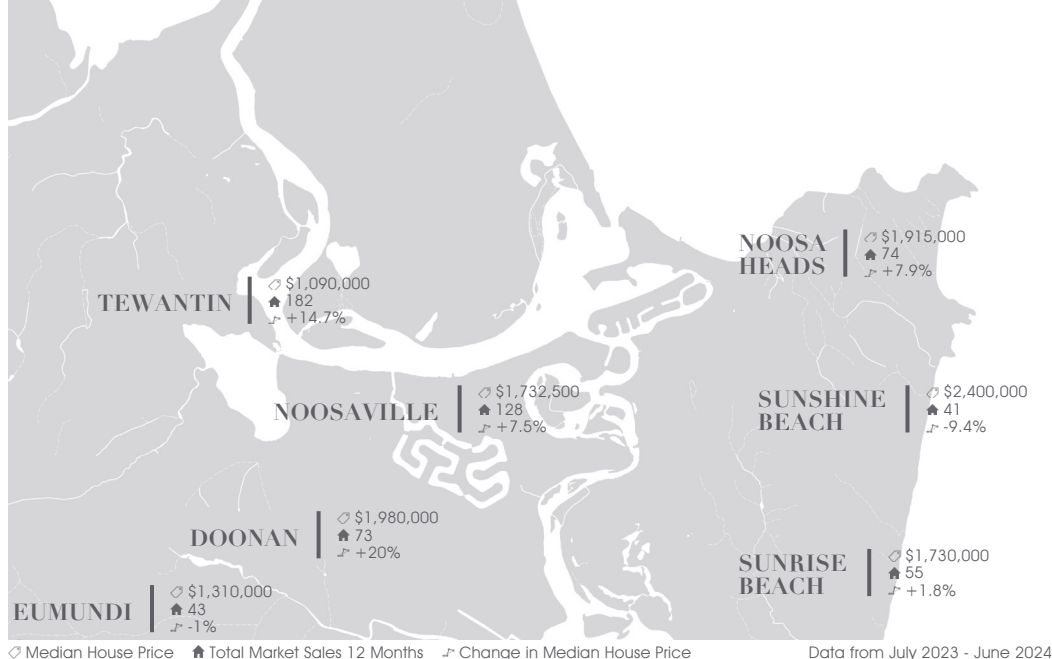 NOOSA
HEADS
$1,915,000
74
+7.9%
TEWANTIN
$1,090,000
182
+14.7%
NOOSAVILLE
$1,732,500
128
+7.5%
SUNSHINE
BEACH
$2,400,000
41
-9.4%
DOONAN
$1,980,000
73
+20%
SUNRISE
BEACH
$1,730,000
55
+1.8%
EUMUNDI
$1,310,000
43
-1%
Median House Price Total Market Sales 12 Months Change in Median House Price Data from July 2023 - June 2024